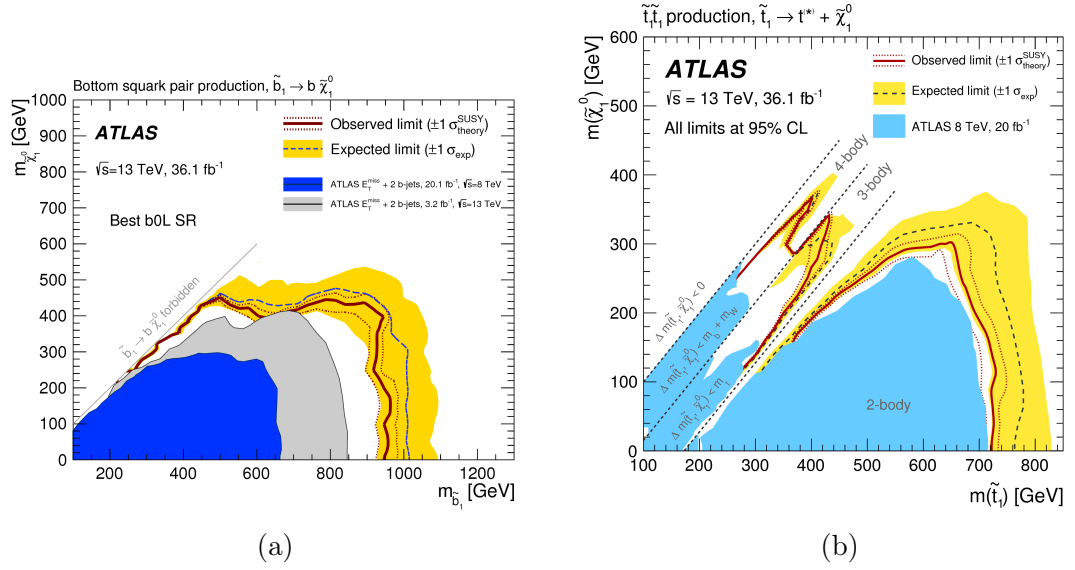 Bottom squark pair production, b̃₁ → b χ̃₁⁰
m_χ̃₁⁰ [GeV]
1000
900
800
700
600
500
400
300
200
100
0
ATLAS
√s=13 TeV, 36.1 fb⁻¹
Best b0L SR
Observed limit (±1 σ^SUSY_theory)
Expected limit (±1 σ_exp)
ATLAS E_T^miss + 2 b-jets, 20.1 fb⁻¹, √s=8 TeV
ATLAS E_T^miss + 2 b-jets, 3.2 fb⁻¹, √s=13 TeV
b̃₁ → b χ̃₁⁰ forbidden
200 400 600 800 1000 1200
m_b̃₁ [GeV]
(a)
t̃₁t̃₁ production, t̃₁ → t⁽*⁾ + χ̃₁⁰
m(χ̃₁⁰) [GeV]
600
500
400
300
200
100
0
ATLAS
√s = 13 TeV, 36.1 fb⁻¹
All limits at 95% CL
Observed limit (±1 σ^SUSY_theory)
Expected limit (±1 σ_exp)
ATLAS 8 TeV, 20 fb⁻¹
4-body
3-body
2-body
Δ m(t̃₁, χ̃₁⁰) < 0
Δ m(t̃₁, χ̃₁⁰) < m_b + m_W
Δ m(t̃₁, χ̃₁⁰) < m_t
100 200 300 400 500 600 700 800
m(t̃₁) [GeV]
(b)